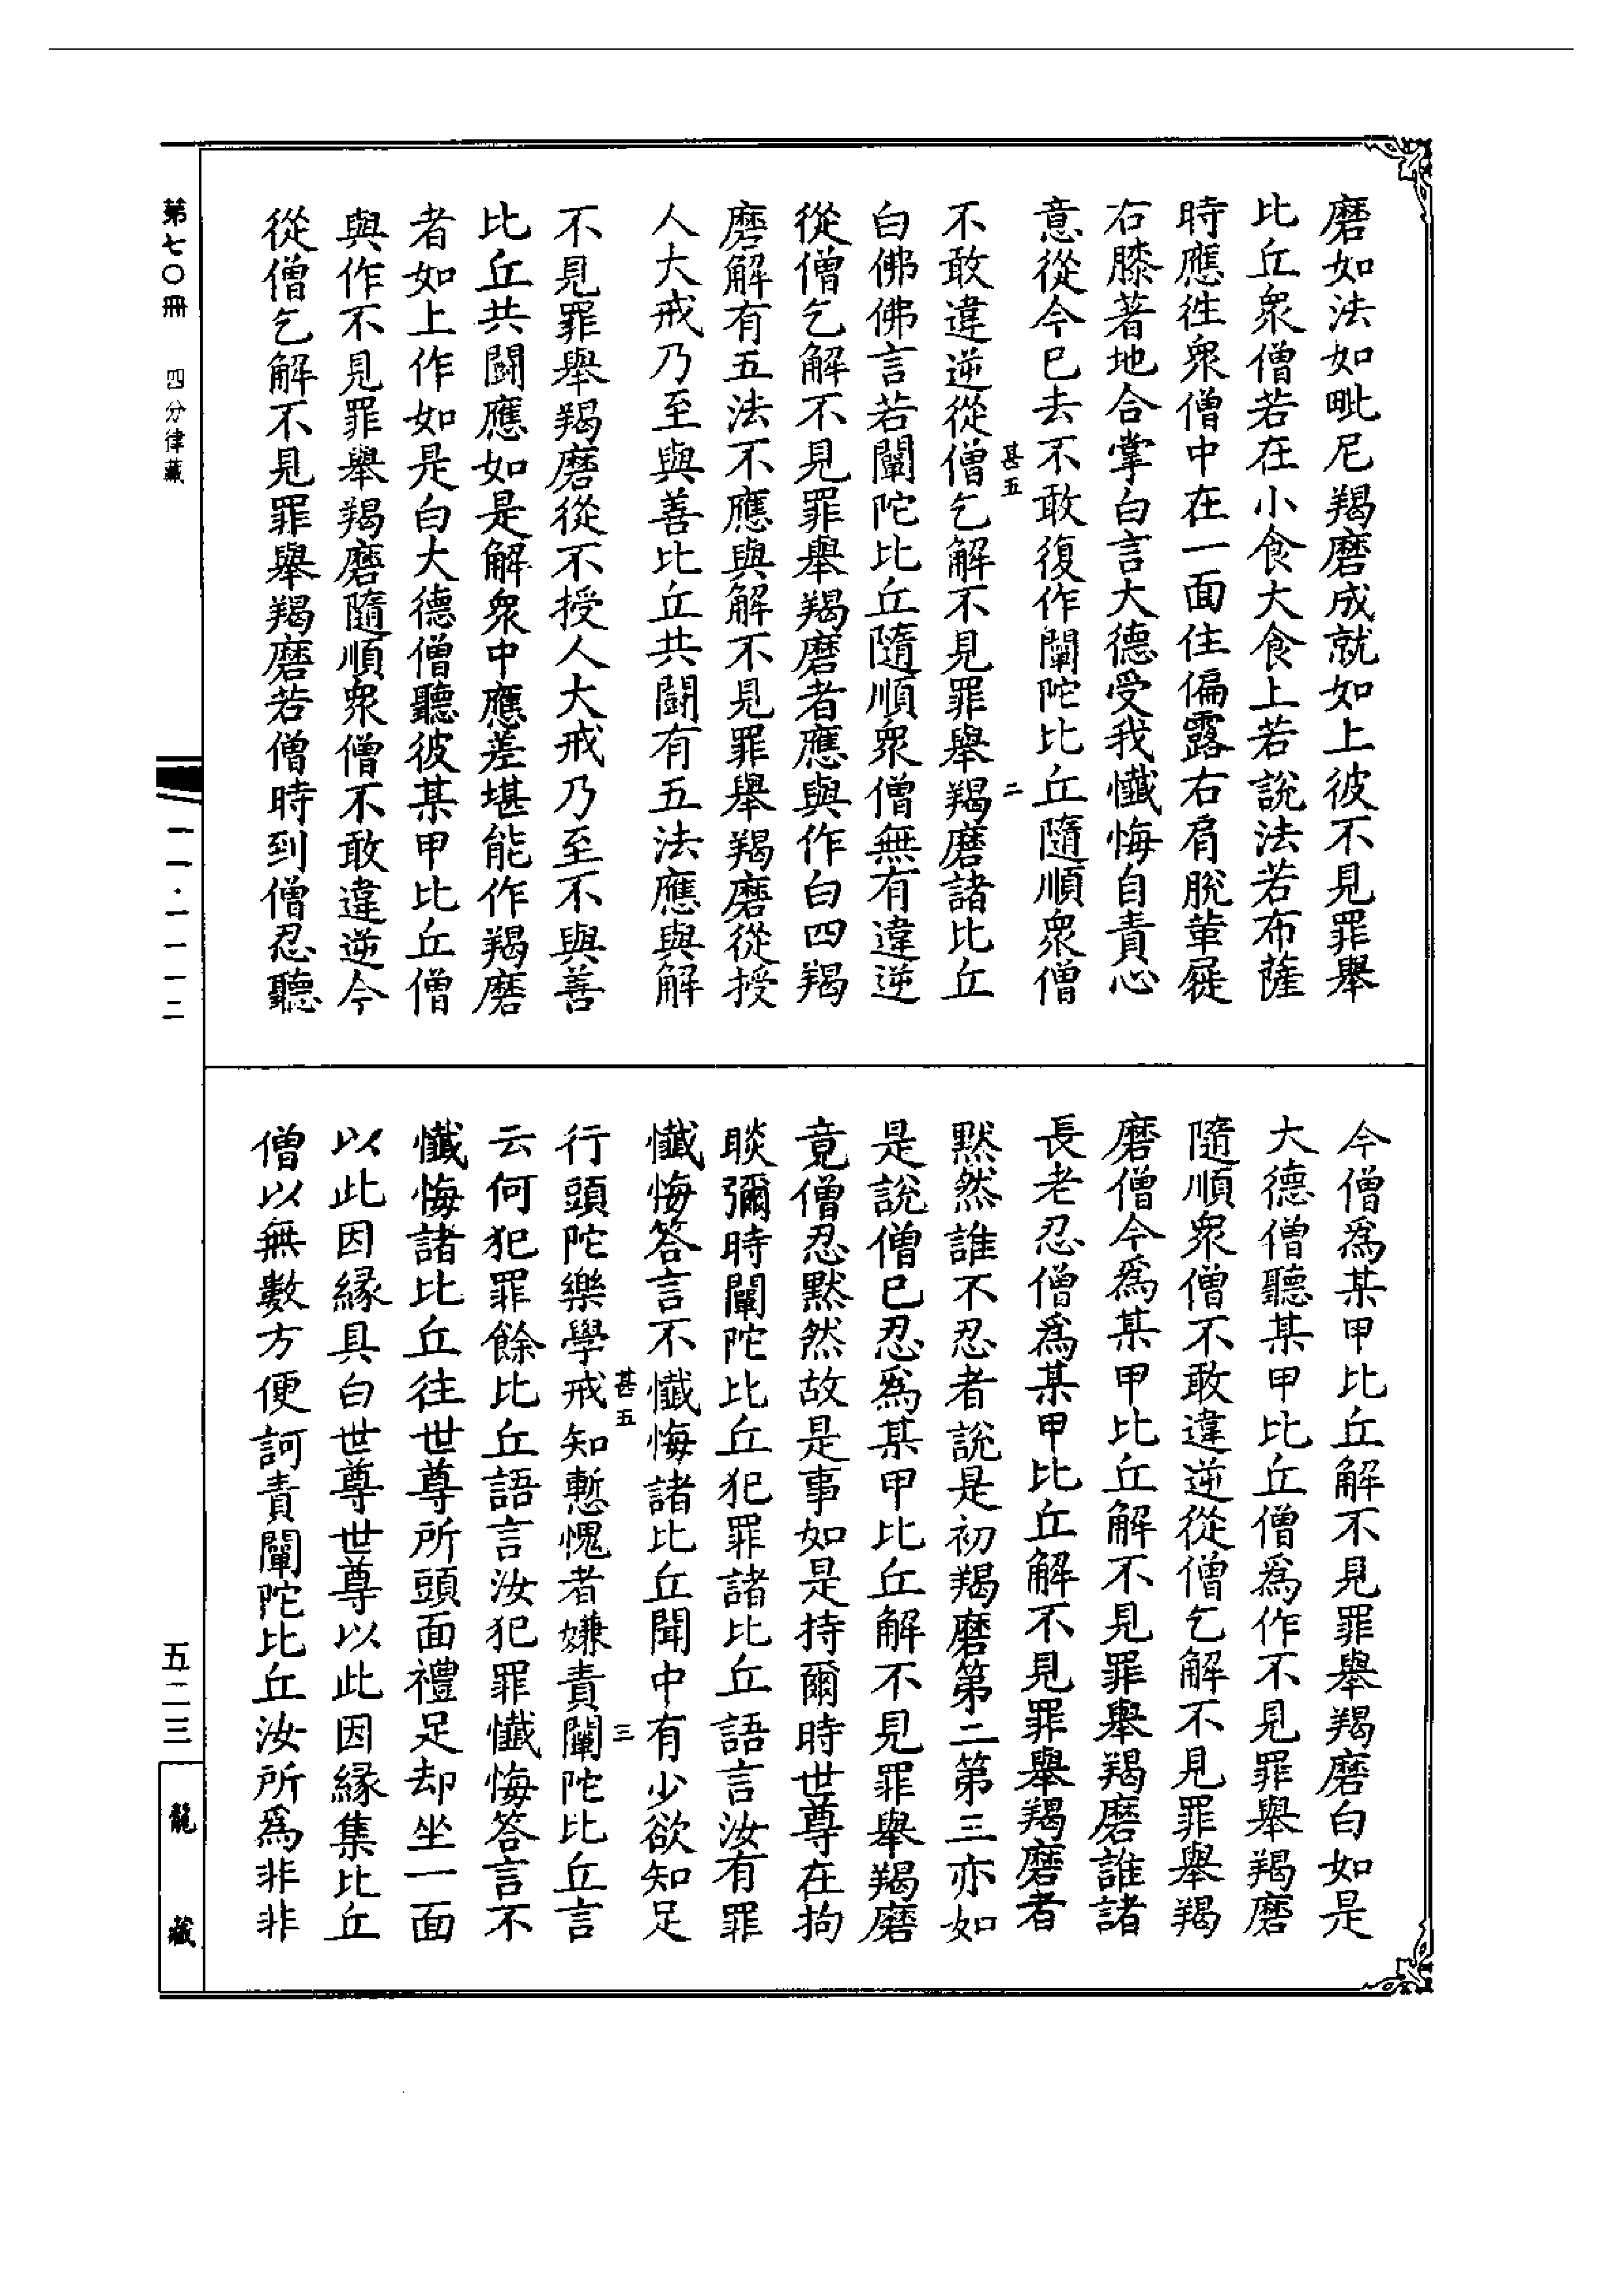 磨如法如毗尼羯磨成就如上彼不見罪舉
比丘衆僧若在小食大食上若說法若布薩
時應徃衆僧中在一面住偏露右肩脫革屣
右膝著地合掌白言大德受我懺悔自責心
意從今已去不敢復作闡陀比丘隨順衆僧
甚五 二
不敢違逆從僧乞解不見罪舉羯磨諸比丘
白佛佛言若闡陀比丘隨順衆僧無有違逆
從僧乞解不見罪舉羯磨者應與作白四羯
磨解有五法不應與解不見罪舉羯磨從授
人大戒乃至與善比丘共鬪有五法應與解
不見罪舉羯磨從不授人大戒乃至不與善
比丘共鬪應如是解衆中應差堪能作羯磨
者如上作如是白大德僧聽彼某甲比丘僧
與作不見罪舉羯磨隨順衆僧不敢違逆今
從僧乞解不見罪舉羯磨若僧時到僧忍聽
今僧爲某甲比丘解不見罪舉羯磨白如是
大德僧聽某甲比丘僧爲作不見罪舉羯磨
隨順衆僧不敢違逆從僧乞解不見罪舉羯
磨僧今爲某甲比丘解不見罪舉羯磨誰諸
長老忍僧爲某甲比丘解不見罪舉羯磨者
默然誰不忍者說是初羯磨第二第三亦如
是說僧已忍爲某甲比丘解不見罪舉羯磨
竟僧忍默然故是事如是持爾時世尊在拘
睒彌時闡陀比丘犯罪諸比丘語言汝有罪
懺悔答言不懺悔諸比丘聞中有少欲知足
甚五 三
行頭陀樂學戒知慙愧者嫌責闡陀比丘言
云何犯罪餘比丘語言汝犯罪懺悔答言不
懺悔諸比丘往世尊所頭面禮足却坐一面
以此因緣具白世尊世尊以此因緣集比丘
僧以無數方便訶責闡陀比丘汝所爲非非
第七〇冊 四分律藏
一一·一一一二
五二三
龍藏